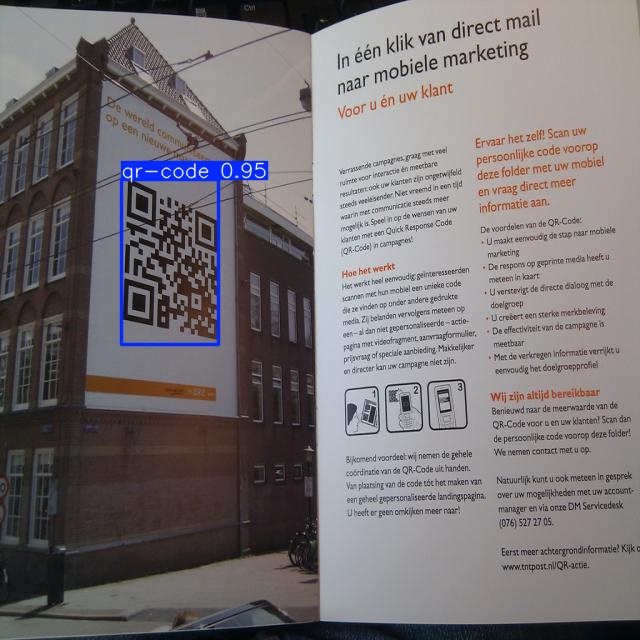 De wereld
op een nieuwe
qr-code 0.95
In één klik van direct mail
naar mobiele marketing
Voor u én uw klant
Verrassende campagnes, graag met veel
ruimte voor interactie én meetbare
resultaten: ook uw klanten zijn ongetwijfeld
steeds veeleisender. Niet vreemd in een tijd
waarin met communicatie steeds meer
mogelijk is. Speel in op de wensen van uw
klanten met een Quick Response Code
(QR-Code) in campagnes!
Hoe het werkt
Het werkt heel eenvoudig: geïnteresseerden
scannen met hun mobiel een unieke code
die ze vinden op onder andere gedrukte
media. Zij belanden vervolgens meteen op
een – al dan niet gepersonaliseerde – actie-
pagina met videofragment, aanvraagformulier,
prijsvraag of speciale aanbieding. Makkelijker
en directer kan uw campagne niet zijn.
1
2
3
Bijkomend voordeel: wij nemen de gehele
coördinatie van de QR-Code uit handen.
Van plaatsing van de code tót het maken van
een geheel gepersonaliseerde landingspagina.
U heeft er geen omkijken meer naar!
Ervaar het zelf! Scan uw
persoonlijke code voorop
deze folder met uw mobiel
en vraag direct meer
informatie aan.
De voordelen van de QR-Code:
• U maakt eenvoudig de stap naar mobiele
marketing
• De respons op geprinte media heeft u
meteen in kaart
• U verstevigt de directe dialoog met de
doelgroep
• U creëert een sterke merkbeleving
• De effectiviteit van de campagne is
meetbaar
• Met de verkregen informatie verrijkt u
eenvoudig het doelgroepprofiel
Wij zijn altijd bereikbaar
Benieuwd naar de meerwaarde van de
QR-Code voor u en uw klanten? Scan dan
de persoonlijke code voorop deze folder!
We nemen contact met u op.
Natuurlijk kunt u ook meteen in gesprek
over uw mogelijkheden met uw account-
manager en via onze DM Servicedesk
(076) 527 27 05.
Eerst meer achtergrondinformatie? Kijk o
www.tntpost.nl/QR-actie.